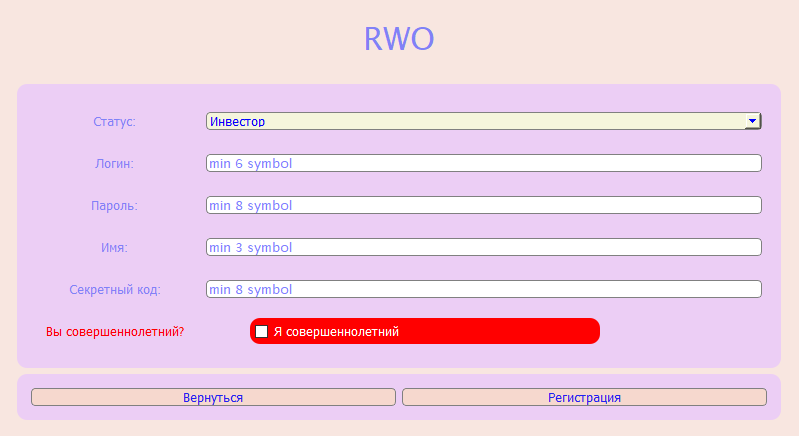 RWO
Статус: Инвестор
Логин: min 6 symbol
Пароль: min 8 symbol
Имя: min 3 symbol
Секретный код: min 8 symbol
Вы совершеннолетний? Я совершеннолетний
Вернуться Регистрация